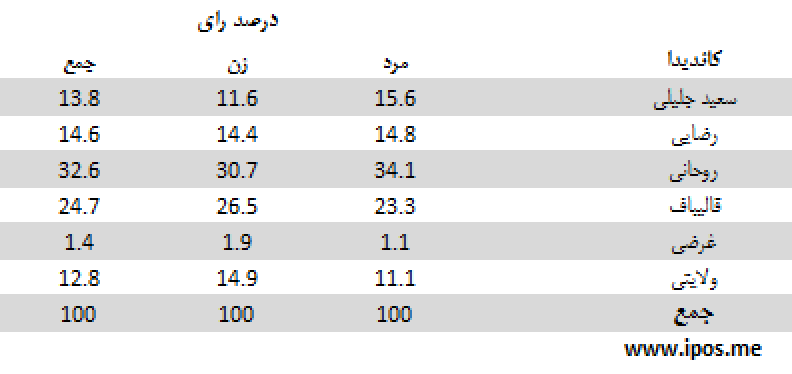 درصد رای
کاندیدا مرد زن جمع
سعید جلیلی 15.6 11.6 13.8
رضایی 14.8 14.4 14.6
روحانی 34.1 30.7 32.6
قالیباف 23.3 26.5 24.7
غرضی 1.1 1.9 1.4
ولایتی 11.1 14.9 12.8
جمع 100 100 100
www.ipos.me